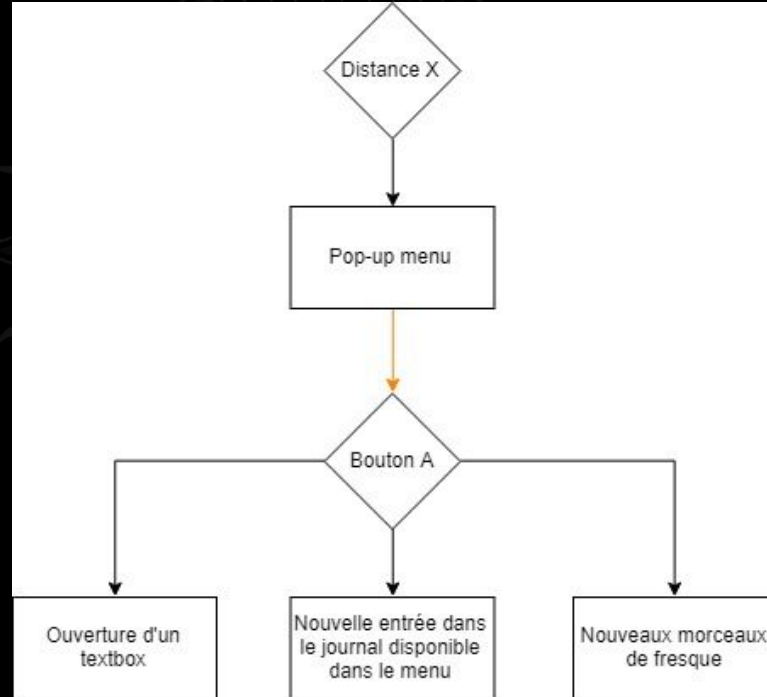 Distance X
Pop-up menu
Bouton A
Ouverture d'un
textbox
Nouvelle entrée dans
le journal disponible
dans le menu
Nouveaux morceaux
de fresque